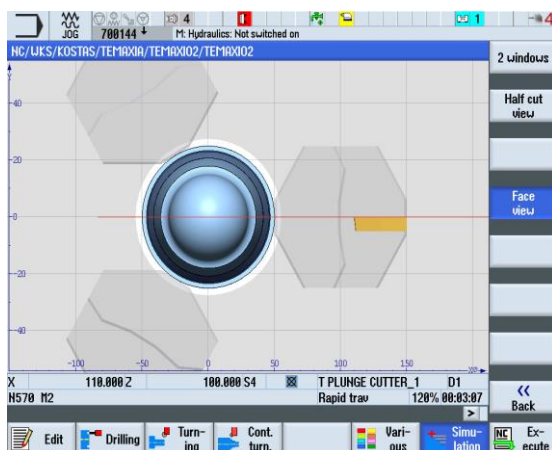 JOG
700144
4
1
4
M: Hydraulics: Not switched on
NC/WKS/KOSTAS/TEMAXIA/TEMAXIO2/TEMAXIO2
2 windows
Half cut view
Face view
Back
40
20
0
-20
-40
-100
-50
0
50
100
150
X 110.000 Z 100.000 S4 T PLUNGE CUTTER_1 D1
N570 M2 Rapid trav 120% 00:03:07
Edit
Drilling
Turn-ing
Cont. turn.
Vari-ous
Simu-lation
NC Ex-ecute